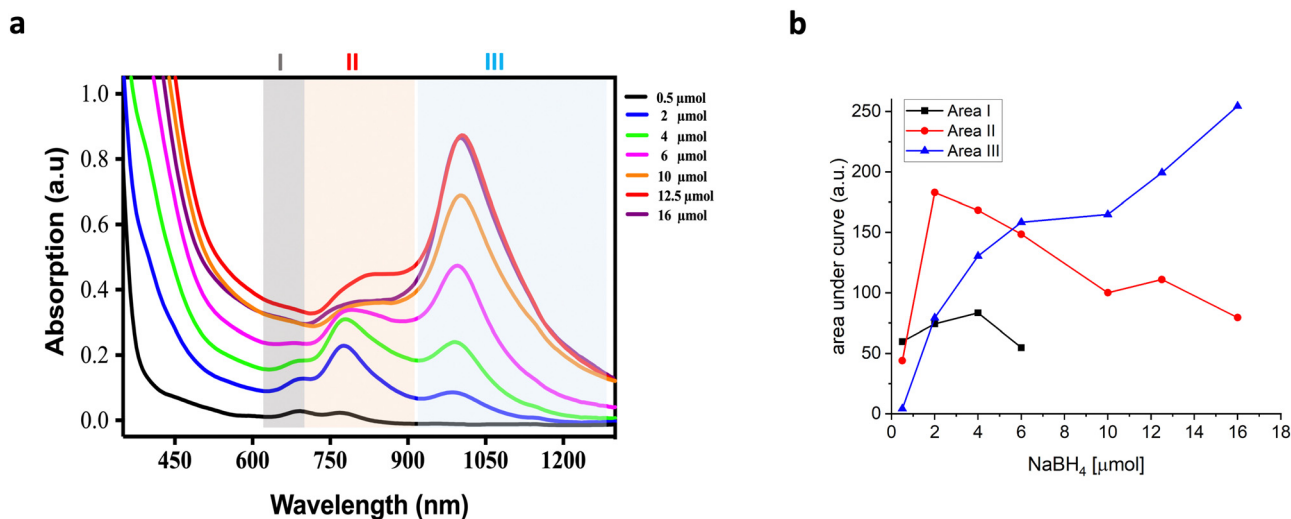 a
I II III
Absorption (a.u)
1.0
0.8
0.6
0.4
0.2
0.0
450 600 750 900 1050 1200
Wavelength (nm)
0.5 µmol
2 µmol
4 µmol
6 µmol
10 µmol
12.5 µmol
16 µmol
b
area under curve (a.u.)
250
200
150
100
50
0
Area I
Area II
Area III
0 2 4 6 8 10 12 14 16 18
NaBH₄ [µmol]